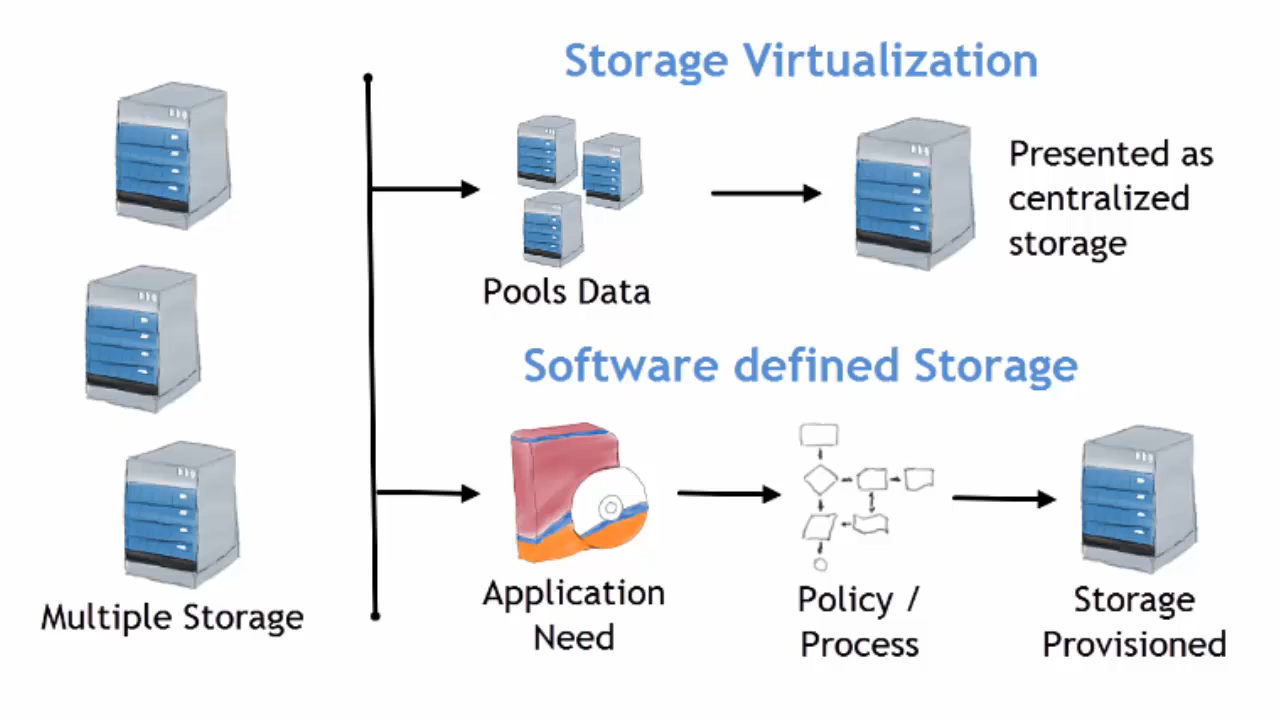 Storage Virtualization
Presented as
centralized
storage
Pools Data
Software defined Storage
Multiple Storage
Application
Need
Policy /
Process
Storage
Provisioned